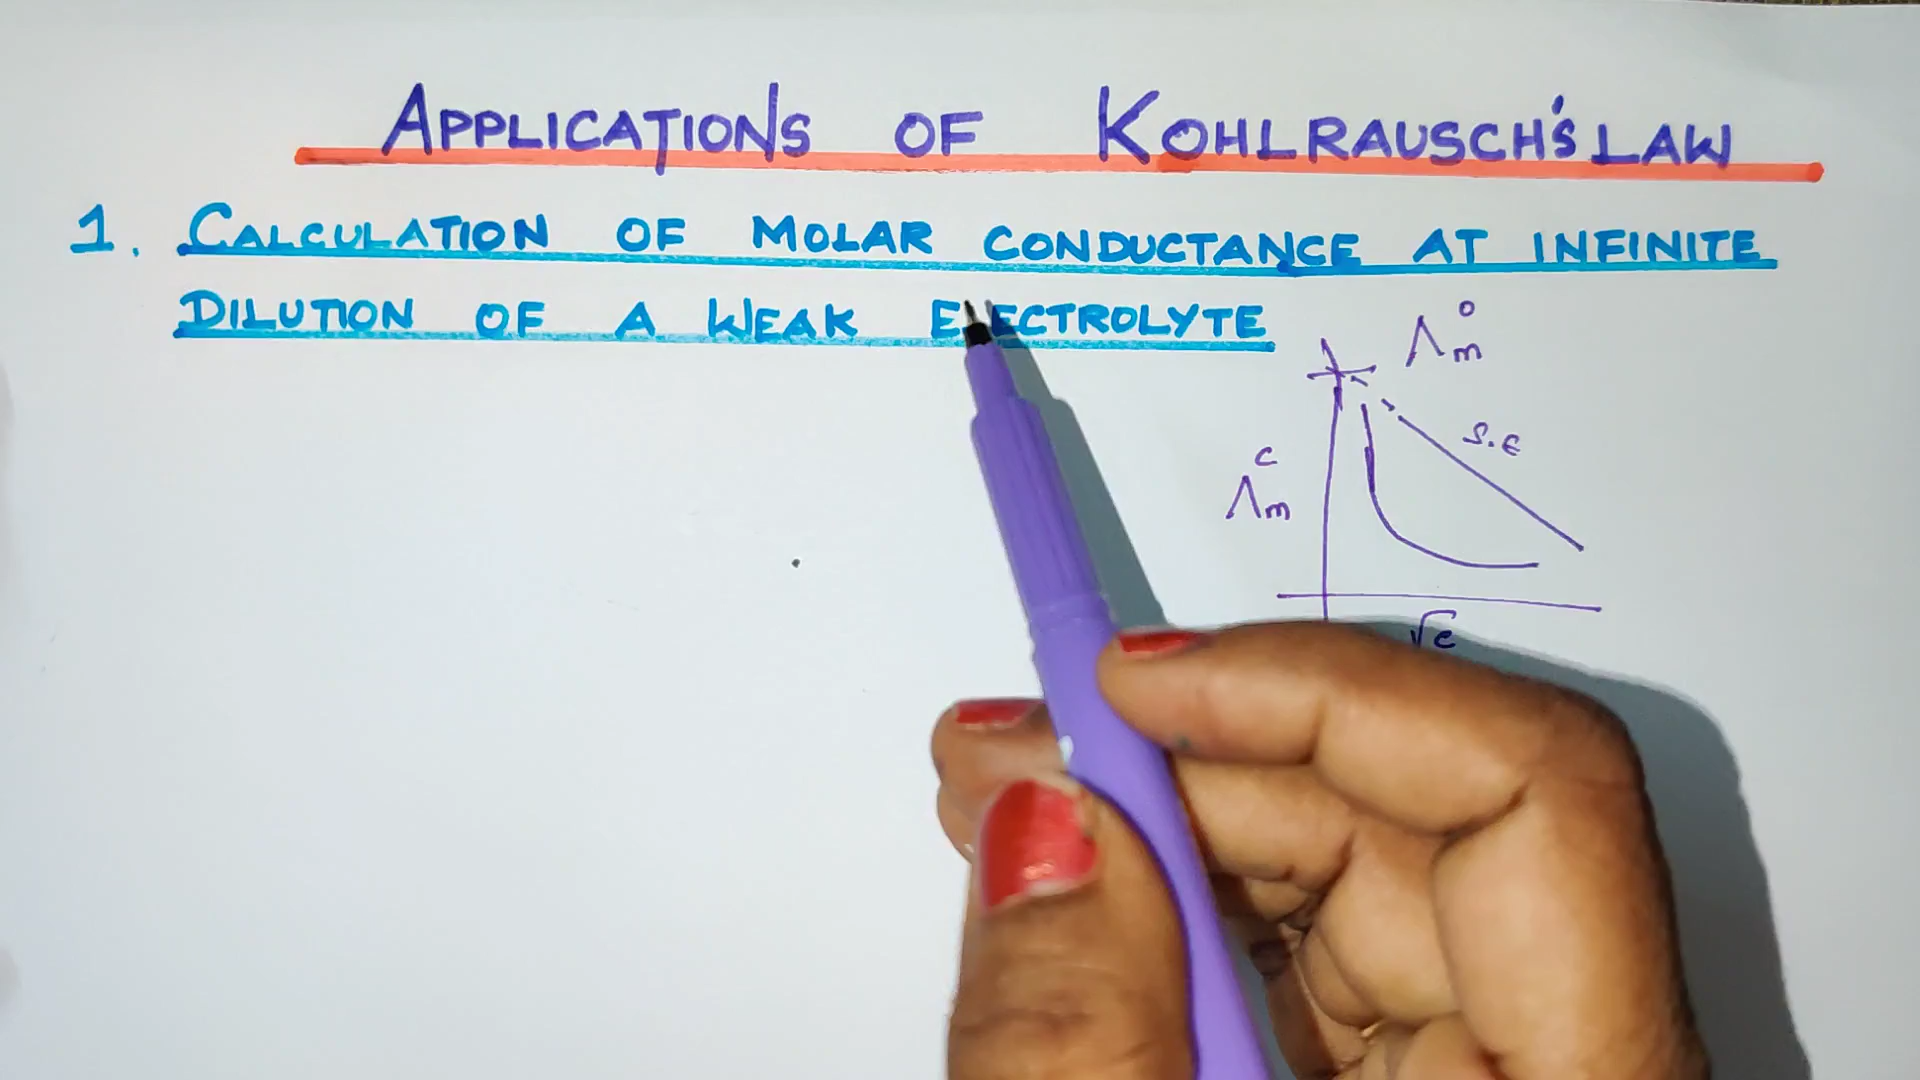 APPLICATIONS OF KOHLRAUSCH'S LAW
1. CALCULATION OF MOLAR CONDUCTANCE AT INFINITE
DILUTION OF A WEAK ELECTROLYTE
Λ°m
S.E
Λᶜm
√c